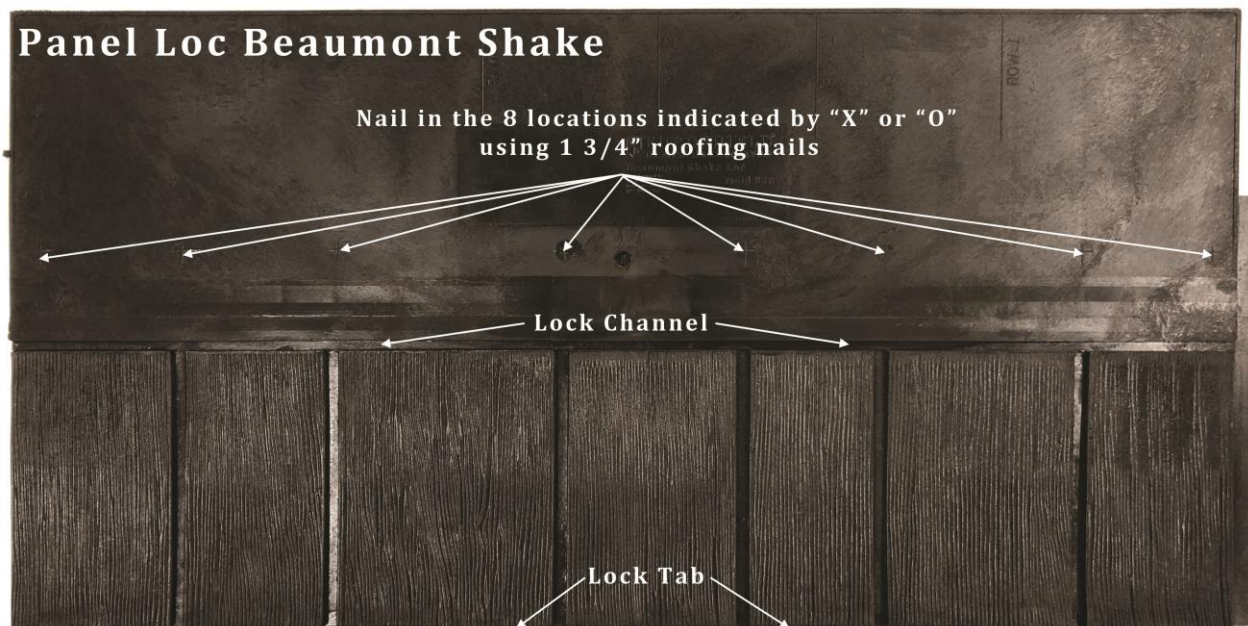 Panel Loc Beaumont Shake
Nail in the 8 locations indicated by “X” or “O”
using 1 3/4” roofing nails
Lock Channel
Lock Tab